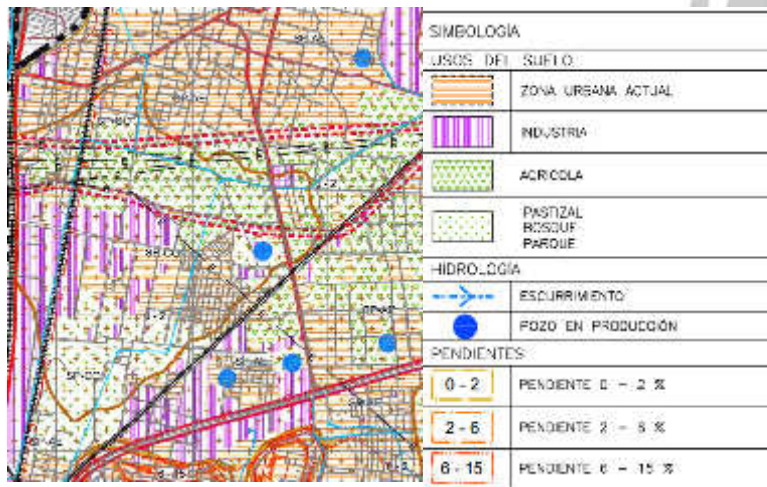 SIMBOLOGÍA
USOS DEL SUELO
ZONA URBANA ACTUAL
INDUSTRIA
AGRICOLA
PASTIZAL
BOSQUE
PARQUE
HIDROLOGÍA
ESCURRIMIENTO
POZO EN PRODUCCIÓN
PENDIENTES
0 - 2 PENDIENTE 0 - 2 %
2 - 6 PENDIENTE 2 - 6 %
6 - 15 PENDIENTE 6 - 15 %